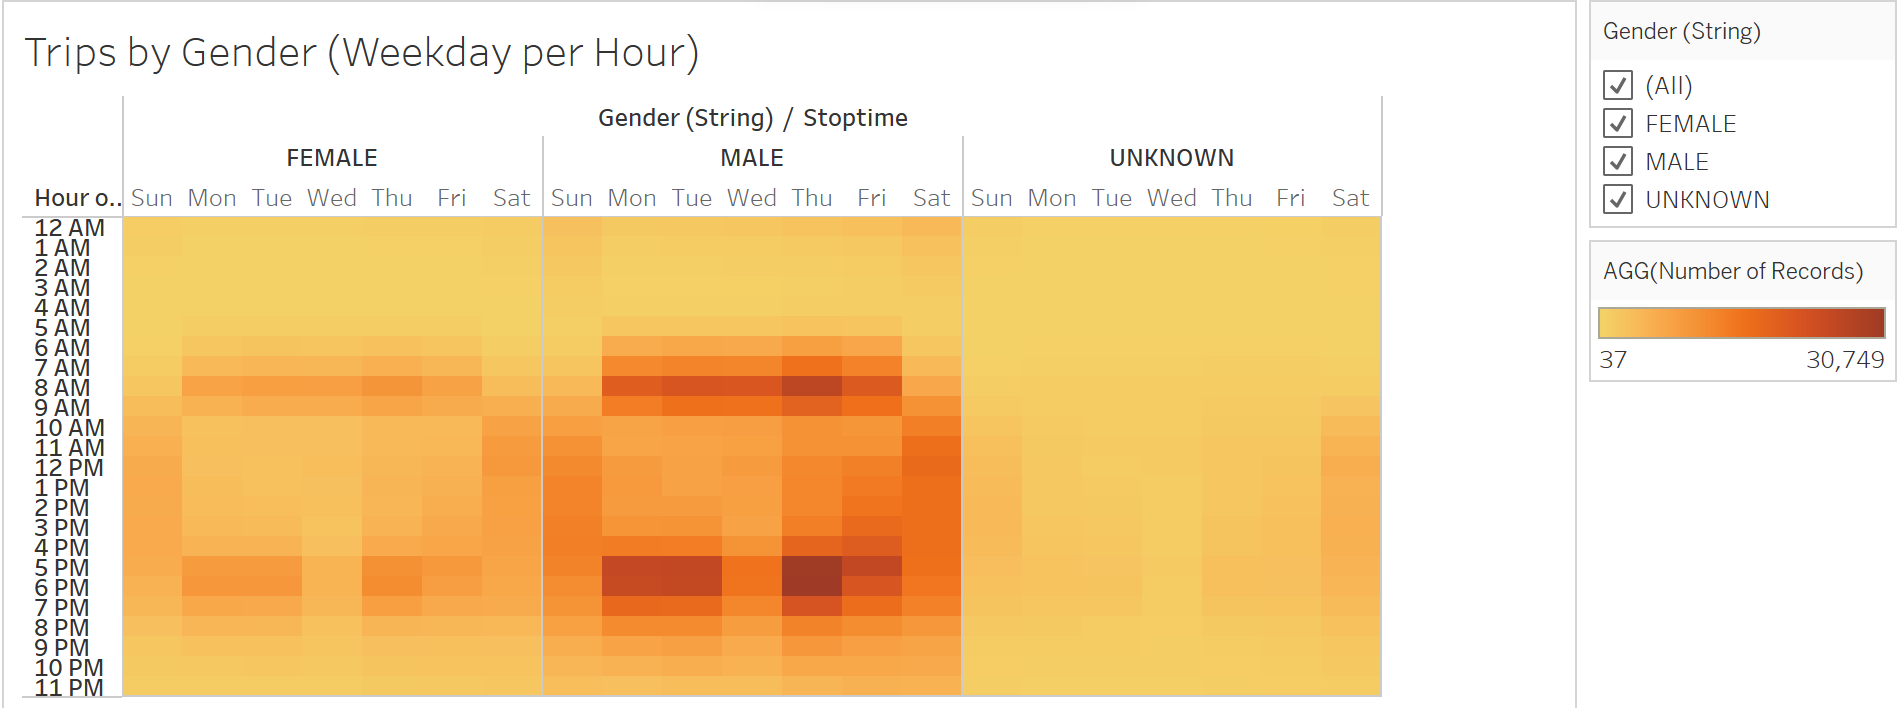 Trips by Gender (Weekday per Hour)
Gender (String) / Stoptime
FEMALE MALE UNKNOWN
Hour o.. Sun Mon Tue Wed Thu Fri Sat Sun Mon Tue Wed Thu Fri Sat Sun Mon Tue Wed Thu Fri Sat
12 AM
1 AM
2 AM
3 AM
4 AM
5 AM
6 AM
7 AM
8 AM
9 AM
10 AM
11 AM
12 PM
1 PM
2 PM
3 PM
4 PM
5 PM
6 PM
7 PM
8 PM
9 PM
10 PM
11 PM
Gender (String)
(All)
FEMALE
MALE
UNKNOWN
AGG(Number of Records)
37 30,749